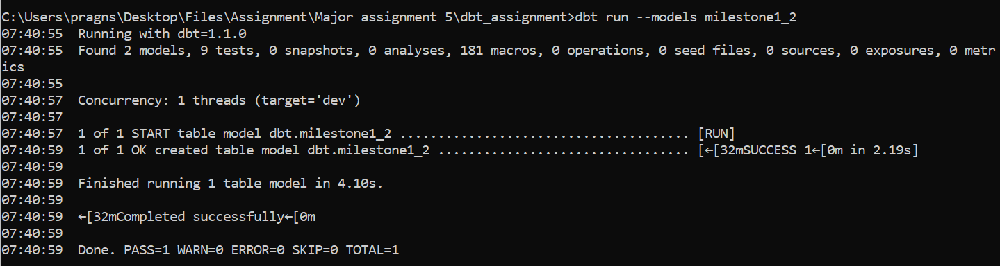 C:\Users\pragns\Desktop\Files\Assignment\Major assignment 5\dbt_assignment>dbt run --models milestone1_2
07:40:55  Running with dbt=1.1.0
07:40:55  Found 2 models, 9 tests, 0 snapshots, 0 analyses, 181 macros, 0 operations, 0 seed files, 0 sources, 0 exposures, 0 metr
ics
07:40:55
07:40:57  Concurrency: 1 threads (target='dev')
07:40:57
07:40:57  1 of 1 START table model dbt.milestone1_2 ...................................... [RUN]
07:40:59  1 of 1 OK created table model dbt.milestone1_2 ................................. [←[32mSUCCESS 1←[0m in 2.19s]
07:40:59
07:40:59  Finished running 1 table model in 4.10s.
07:40:59
07:40:59  ←[32mCompleted successfully←[0m
07:40:59
07:40:59  Done. PASS=1 WARN=0 ERROR=0 SKIP=0 TOTAL=1